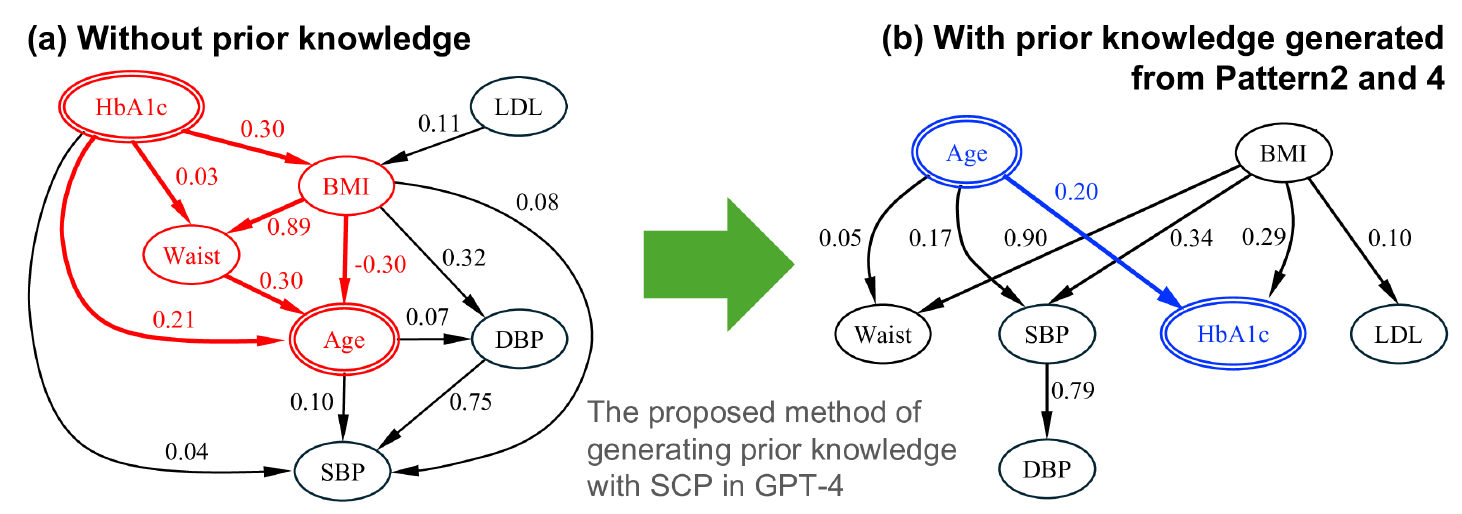 (a) Without prior knowledge
HbA1c
LDL
0.30
0.11
0.03
BMI
0.08
0.89
Waist
0.30
-0.30
0.32
0.21
Age
0.07
DBP
0.10
0.75
0.04
SBP
The proposed method of
generating prior knowledge
with SCP in GPT-4
(b) With prior knowledge generated
from Pattern2 and 4
Age
BMI
0.20
0.05
0.17
0.90
0.34
0.29
0.10
Waist
SBP
HbA1c
LDL
0.79
DBP